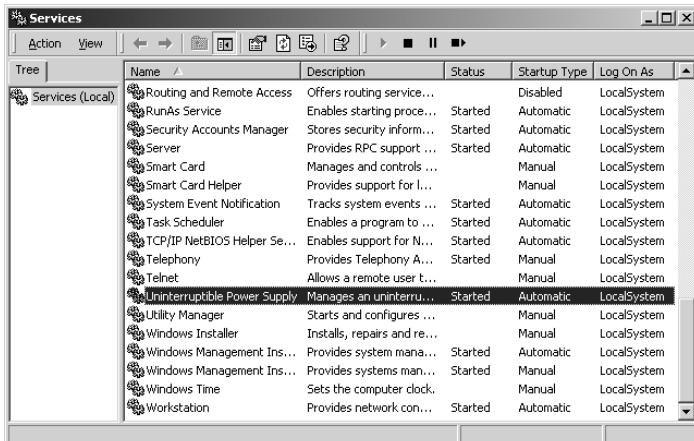 Services
Action View
Tree
Name Description Status Startup Type Log On As
Services (Local)
Routing and Remote Access Offers routing service... Disabled LocalSystem
RunAs Service Enables starting proce... Started Automatic LocalSystem
Security Accounts Manager Stores security inform... Started Automatic LocalSystem
Server Provides RPC support ... Started Automatic LocalSystem
Smart Card Manages and controls ... Manual LocalSystem
Smart Card Helper Provides support for l... Manual LocalSystem
System Event Notification Tracks system events ... Started Automatic LocalSystem
Task Scheduler Enables a program to ... Started Automatic LocalSystem
TCP/IP NetBIOS Helper Se... Enables support for N... Started Automatic LocalSystem
Telephony Provides Telephony A... Started Manual LocalSystem
Telnet Allows a remote user t... Manual LocalSystem
Uninterruptible Power Supply Manages an uninterru... Started Automatic LocalSystem
Utility Manager Starts and configures ... Manual LocalSystem
Windows Installer Installs, repairs and re... Manual LocalSystem
Windows Management Ins... Provides system mana... Started Automatic LocalSystem
Windows Management Ins... Provides systems man... Started Manual LocalSystem
Windows Time Sets the computer clock. Manual LocalSystem
Workstation Provides network con... Started Automatic LocalSystem